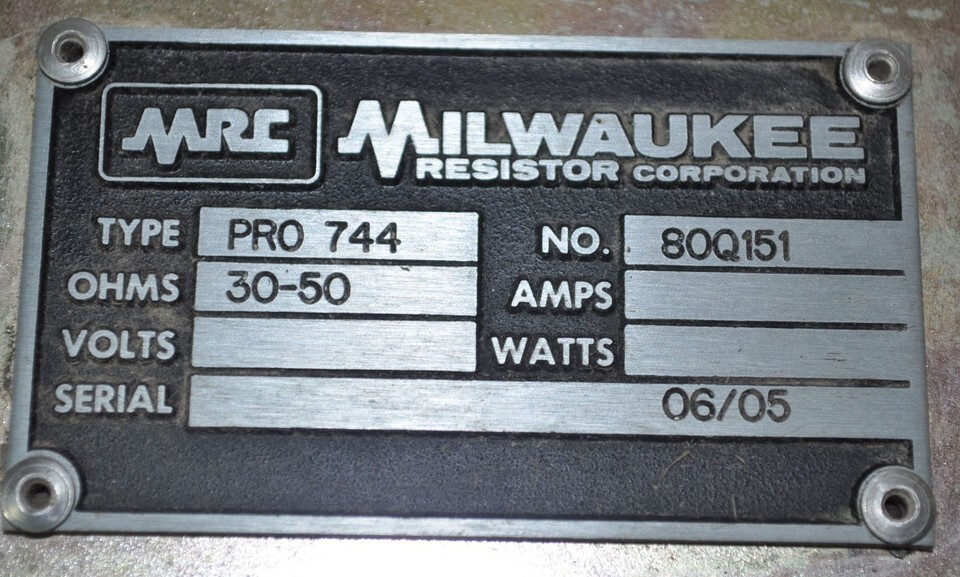 MRC MILWAUKEE
RESISTOR CORPORATION
TYPE PRO 744 NO. 80Q151
OHMS 30-50 AMPS
VOLTS WATTS
SERIAL 06/05